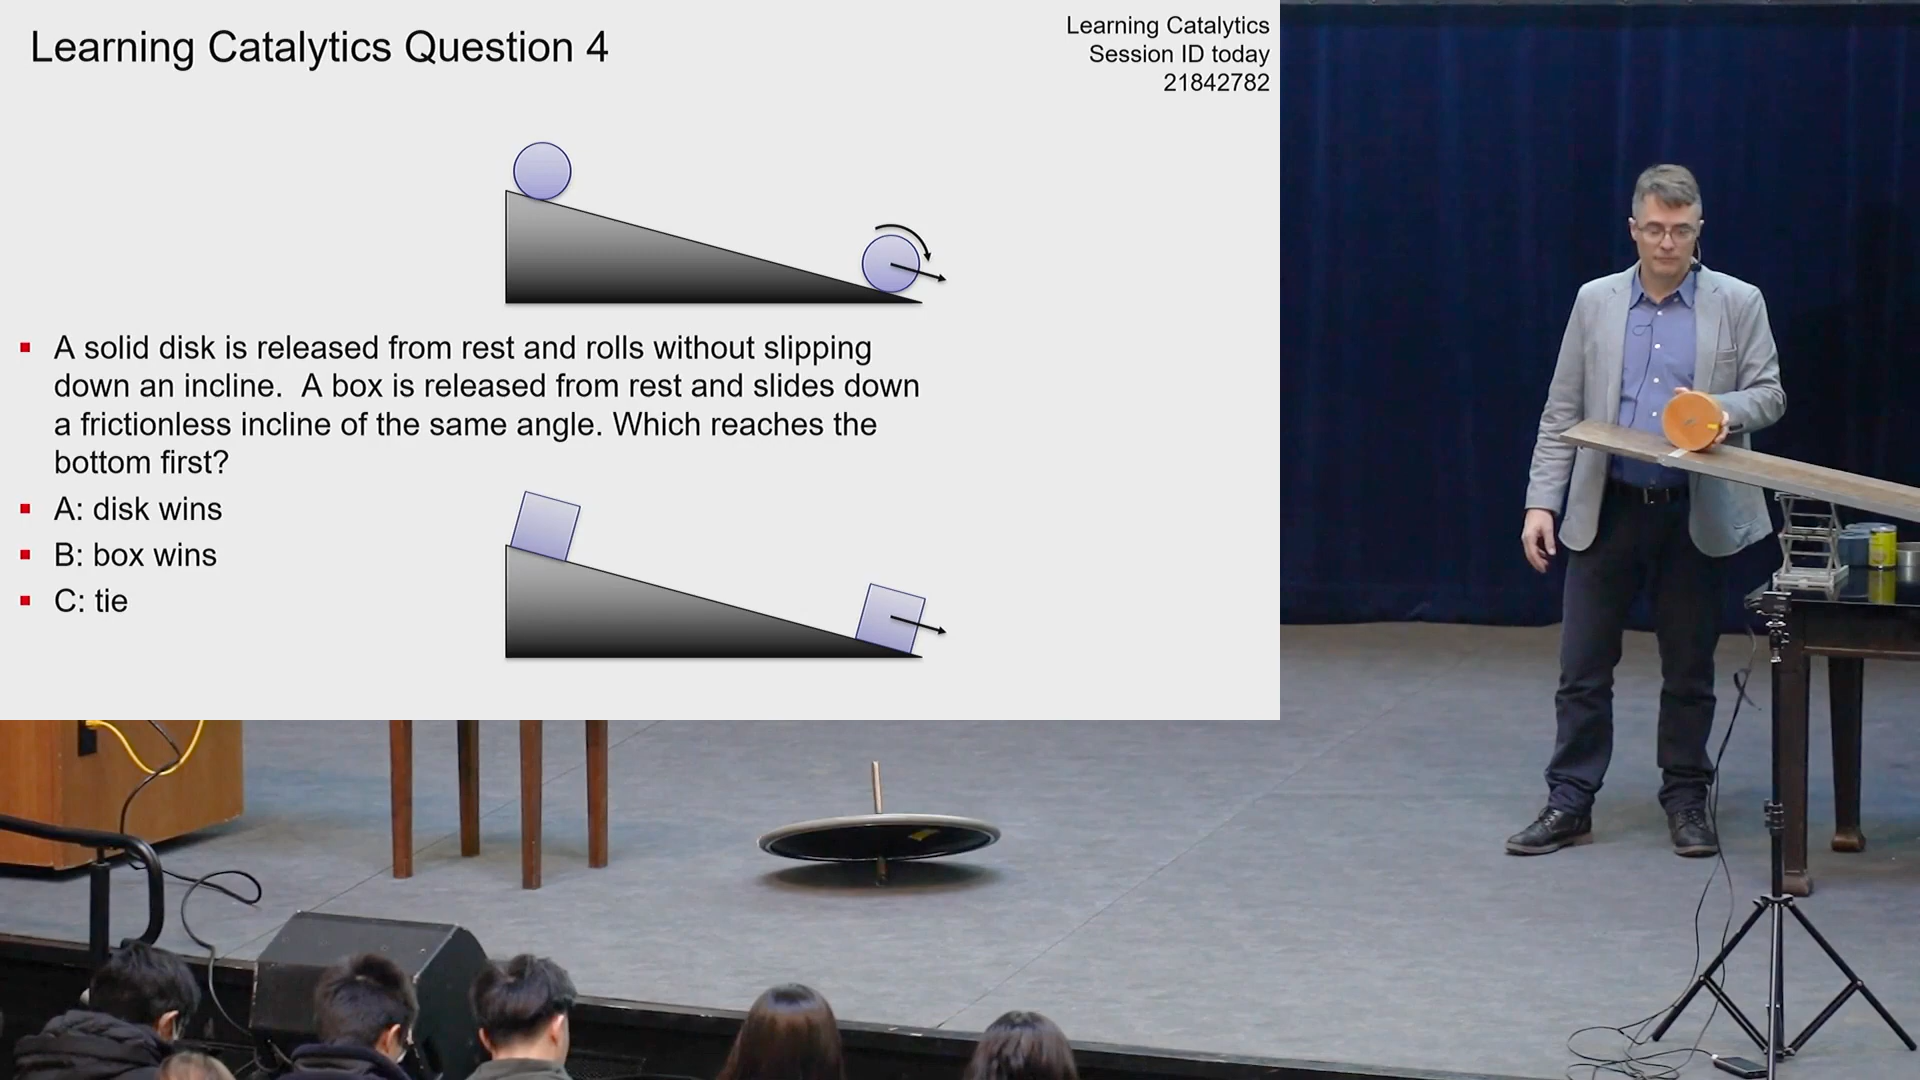 Learning Catalytics Question 4
Learning Catalytics
Session ID today
21842782
A solid disk is released from rest and rolls without slipping
down an incline.  A box is released from rest and slides down
a frictionless incline of the same angle. Which reaches the
bottom first?
A: disk wins
B: box wins
C: tie